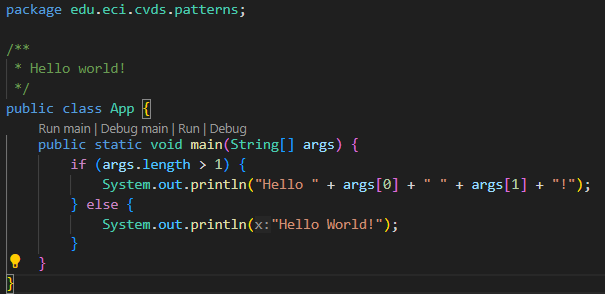 package edu.eci.cvds.patterns;
/**
 * Hello world!
 */
public class App {
Run main | Debug main | Run | Debug
    public static void main(String[] args) {
        if (args.length > 1) {
            System.out.println("Hello " + args[0] + " " + args[1] + "!");
        } else {
            System.out.println(x:"Hello World!");
        }
    }
}